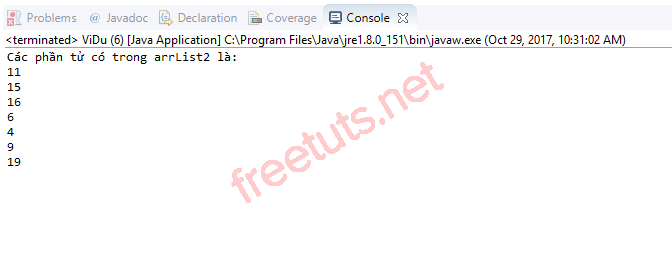 Problems @ Javadoc Declaration Coverage Console
<terminated> ViDu (6) [Java Application] C:\Program Files\Java\jre1.8.0_151\bin\javaw.exe (Oct 29, 2017, 10:31:02 AM)
Các phần tử có trong arrList2 là:
11
15
16
6
4
9
19
freetuts.net